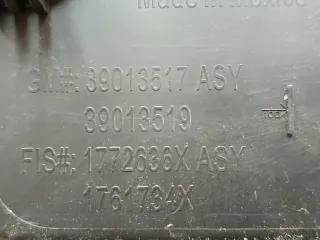 Made in Mexico
GM#: 39013517 ASY
39013519
FIS#: 1772636X ASY
1761734X